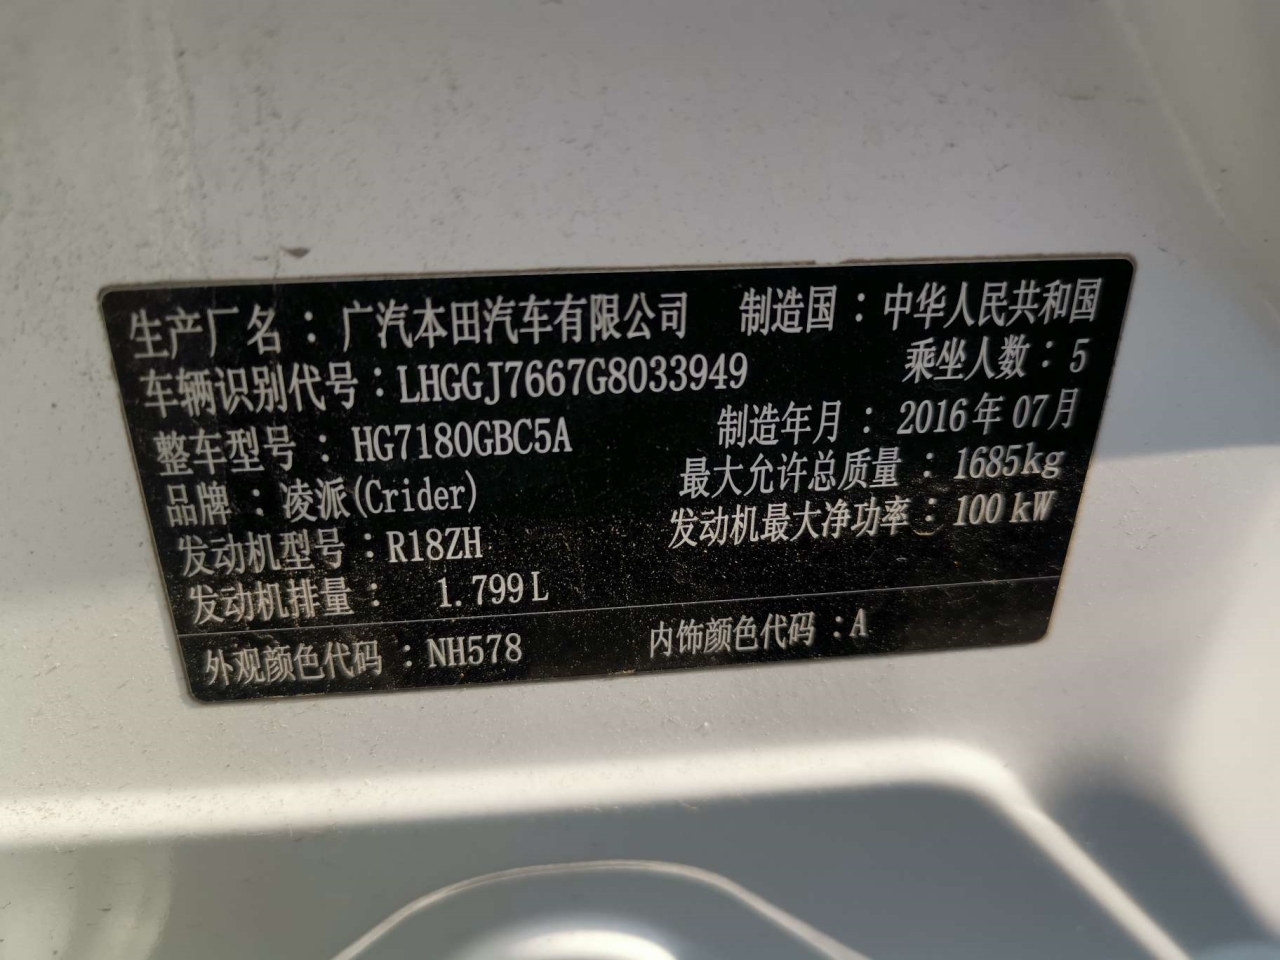 生产厂名：广汽本田汽车有限公司 制造国：中华人民共和国
车辆识别代号：LHGGJ7667G8033949 乘坐人数：5
整车型号：HG7180GBC5A 制造年月：2016年07月
品牌：凌派(Crider) 最大允许总质量：1685kg
发动机型号：R18ZH 发动机最大净功率：100kW
发动机排量：1.799L
外观颜色代码：NH578 内饰颜色代码：A